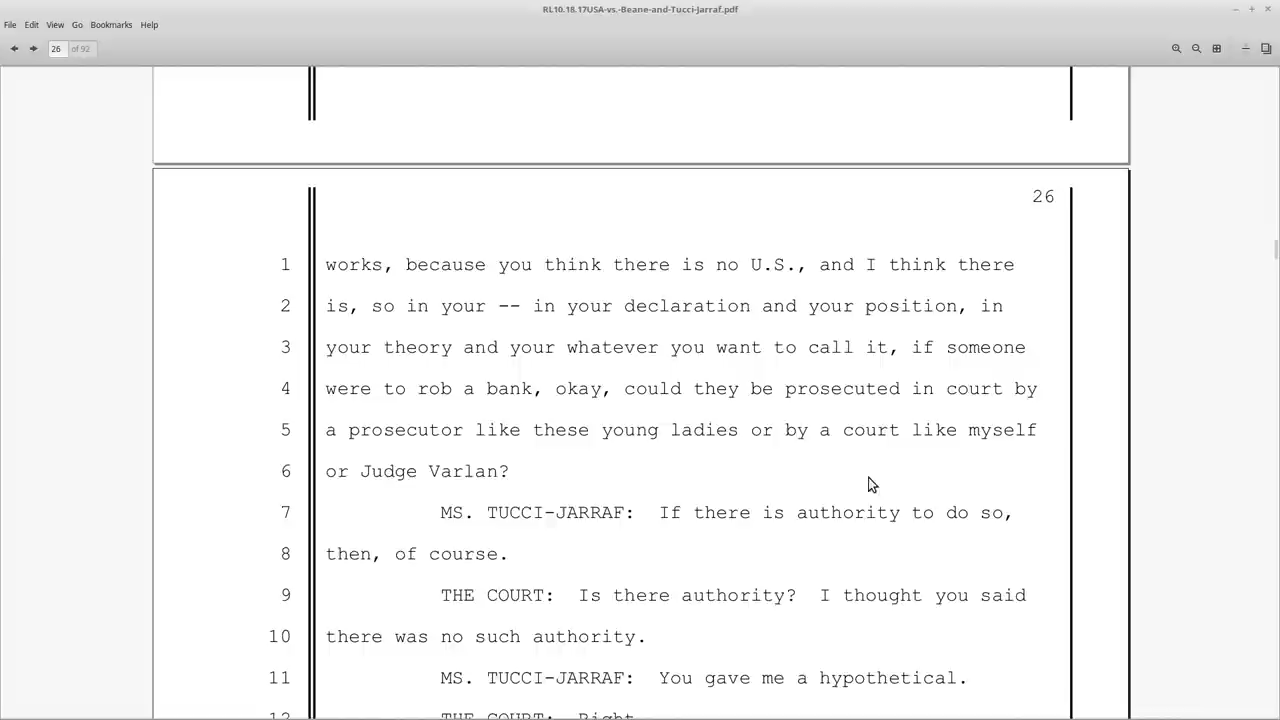 RL10.18.17USA-vs.-Beane-and-Tucci-Jarraf.pdf
File Edit View Go Bookmarks Help
26 of 92
26
1 works, because you think there is no U.S., and I think there
2 is, so in your -- in your declaration and your position, in
3 your theory and your whatever you want to call it, if someone
4 were to rob a bank, okay, could they be prosecuted in court by
5 a prosecutor like these young ladies or by a court like myself
6 or Judge Varlan?
7 MS. TUCCI-JARRAF: If there is authority to do so,
8 then, of course.
9 THE COURT: Is there authority? I thought you said
10 there was no such authority.
11 MS. TUCCI-JARRAF: You gave me a hypothetical.
12 THE COURT: Right